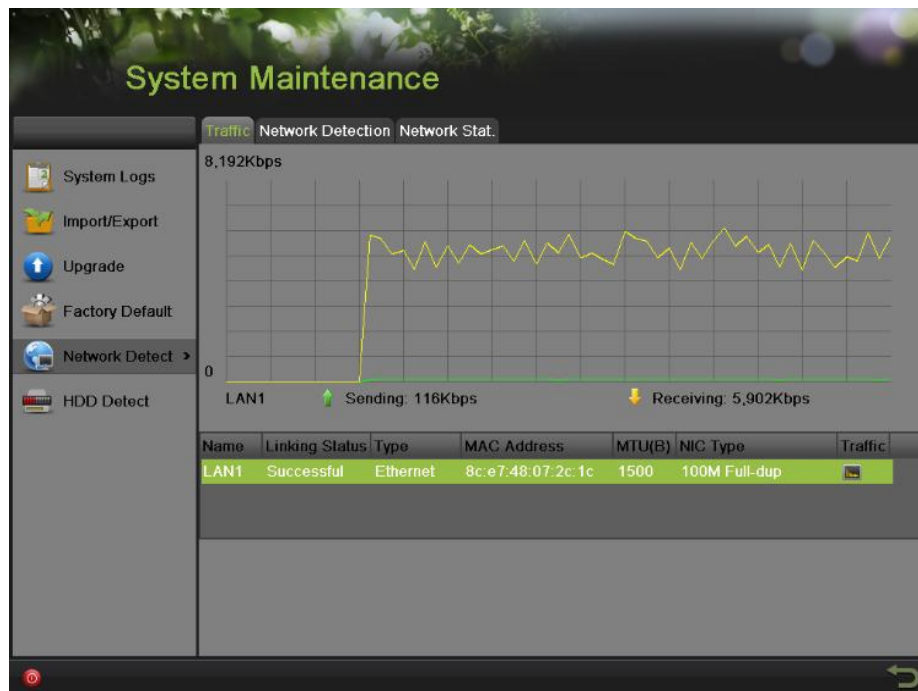 System Maintenance
Traffic Network Detection Network Stat.
8,192Kbps
System Logs
Import/Export
Upgrade
Factory Default
Network Detect >
HDD Detect
0
LAN1 Sending: 116Kbps Receiving: 5,902Kbps
Name Linking Status Type MAC Address MTU(B) NIC Type Traffic
LAN1 Successful Ethernet 8c:e7:48:07:2c:1c 1500 100M Full-dup